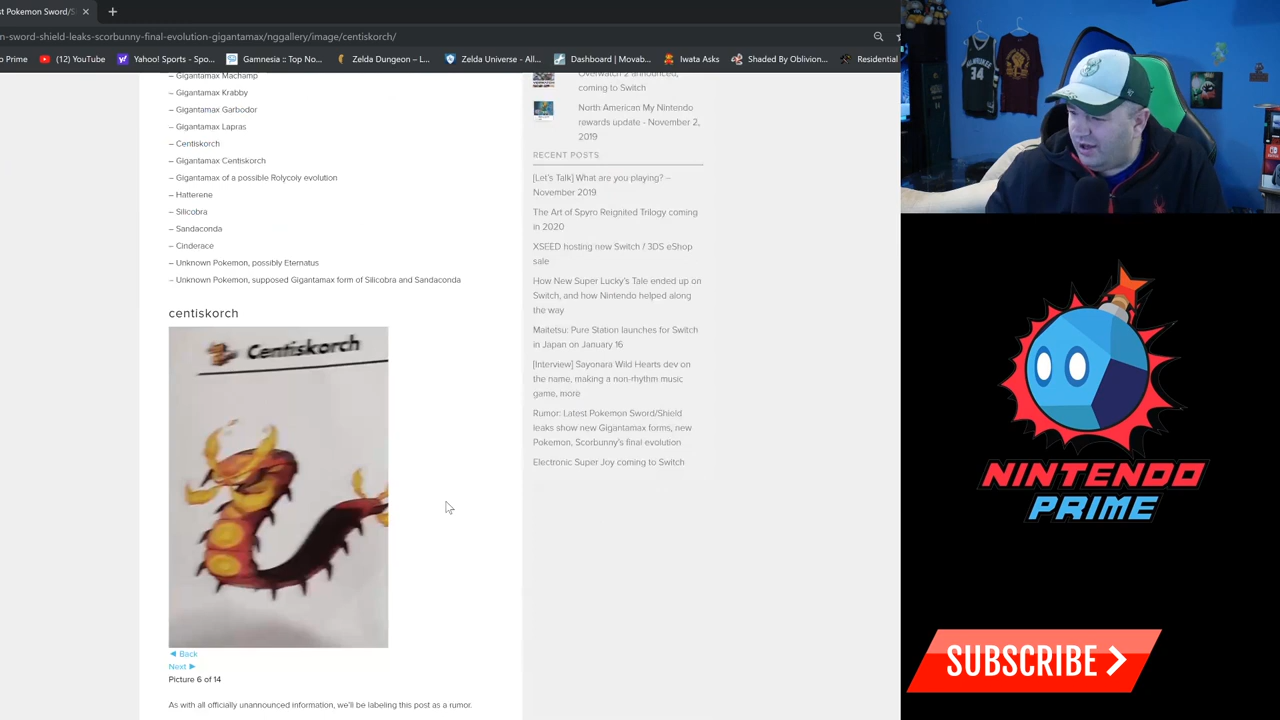 st Pokemon Sword/S
n-sword-shield-leaks-scorbunny-final-evolution-gigantamax/nggallery/image/centiskorch/
o Prime
(12) YouTube
Yahoo! Sports - Spo...
Gamnesia :: Top No...
Zelda Dungeon – L...
Zelda Universe - All...
Dashboard | Movab...
Iwata Asks
Shaded By Oblivion...
Residential
– Gigantamax Machamp
– Gigantamax Krabby
– Gigantamax Garbodor
– Gigantamax Lapras
– Centiskorch
– Gigantamax Centiskorch
– Gigantamax of a possible Rolycoly evolution
– Hatterene
– Silicobra
– Sandaconda
– Cinderace
– Unknown Pokemon, possibly Eternatus
– Unknown Pokemon, supposed Gigantamax form of Silicobra and Sandaconda
centiskorch
Centiskorch
◄ Back
Next ►
Picture 6 of 14
As with all officially unannounced information, we'll be labeling this post as a rumor.
Overwatch 2 announced,
coming to Switch
North American My Nintendo
rewards update - November 2,
2019
RECENT POSTS
[Let's Talk] What are you playing? –
November 2019
The Art of Spyro Reignited Trilogy coming
in 2020
XSEED hosting new Switch / 3DS eShop
sale
How New Super Lucky's Tale ended up on
Switch, and how Nintendo helped along
the way
Maitetsu: Pure Station launches for Switch
in Japan on January 16
[Interview] Sayonara Wild Hearts dev on
the name, making a non-rhythm music
game, more
Rumor: Latest Pokemon Sword/Shield
leaks show new Gigantamax forms, new
Pokemon, Scorbunny's final evolution
Electronic Super Joy coming to Switch
34
NINTENDO
PRIME
SUBSCRIBE